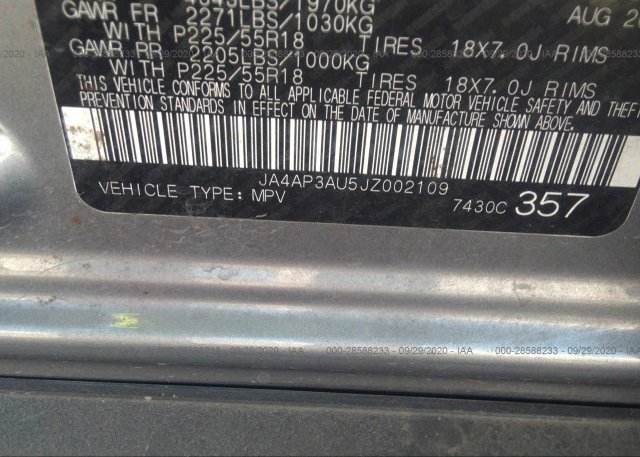 1970KG
AUG 2
GAWR FR 2271LBS/1030KG
WITH P225/55R18 TIRES 18X7.0J RIMS
GAWR RR 2205LBS/1000KG
WITH P225/55R18 TIRES 18X7.0J RIMS
THIS VEHICLE CONFORMS TO ALL APPLICABLE FEDERAL MOTOR VEHICLE SAFETY AND THEFT
PREVENTION STANDARDS IN EFFECT ON THE DATE OF MANUFACTURE SHOWN ABOVE.
JA4AP3AU5JZ002109
VEHICLE TYPE: MPV 7430C 357
000-28588233 - 09/29/2020 - IAA